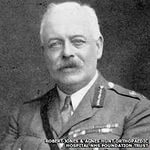 ROBERT JONES & AGNES HUNT ORTHOPAEDIC
HOSPITAL NHS FOUNDATION TRUST